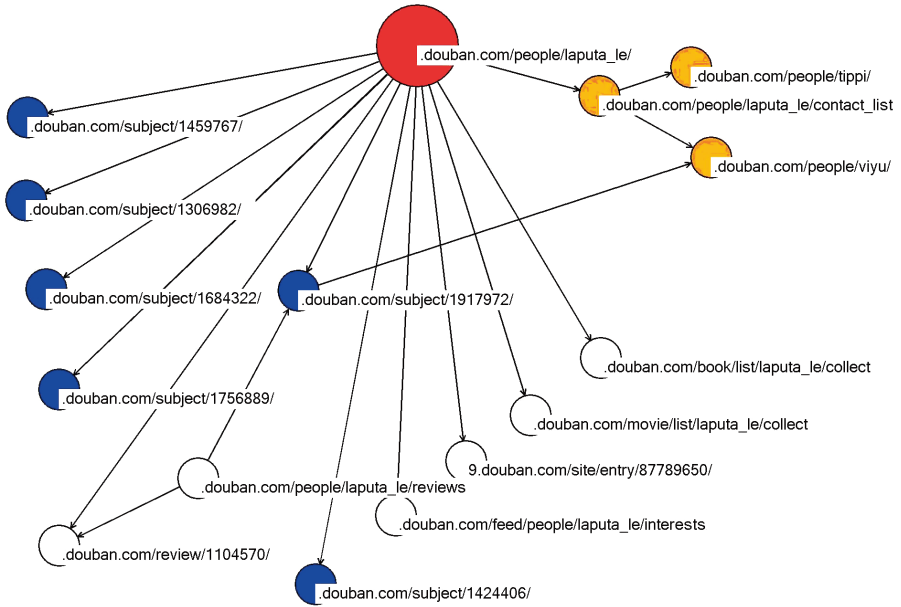 .douban.com/people/laputa_le/
.douban.com/people/tippi/
.douban.com/people/laputa_le/contact_list
.douban.com/subject/1459767/
.douban.com/people/viyu/
.douban.com/subject/1306982/
.douban.com/subject/1684322/
.douban.com/subject/1917972/
.douban.com/book/list/laputa_le/collect
.douban.com/subject/1756889/
.douban.com/movie/list/laputa_le/collect
9.douban.com/site/entry/87789650/
.douban.com/people/laputa_le/reviews
.douban.com/feed/people/laputa_le/interests
.douban.com/review/1104570/
.douban.com/subject/1424406/